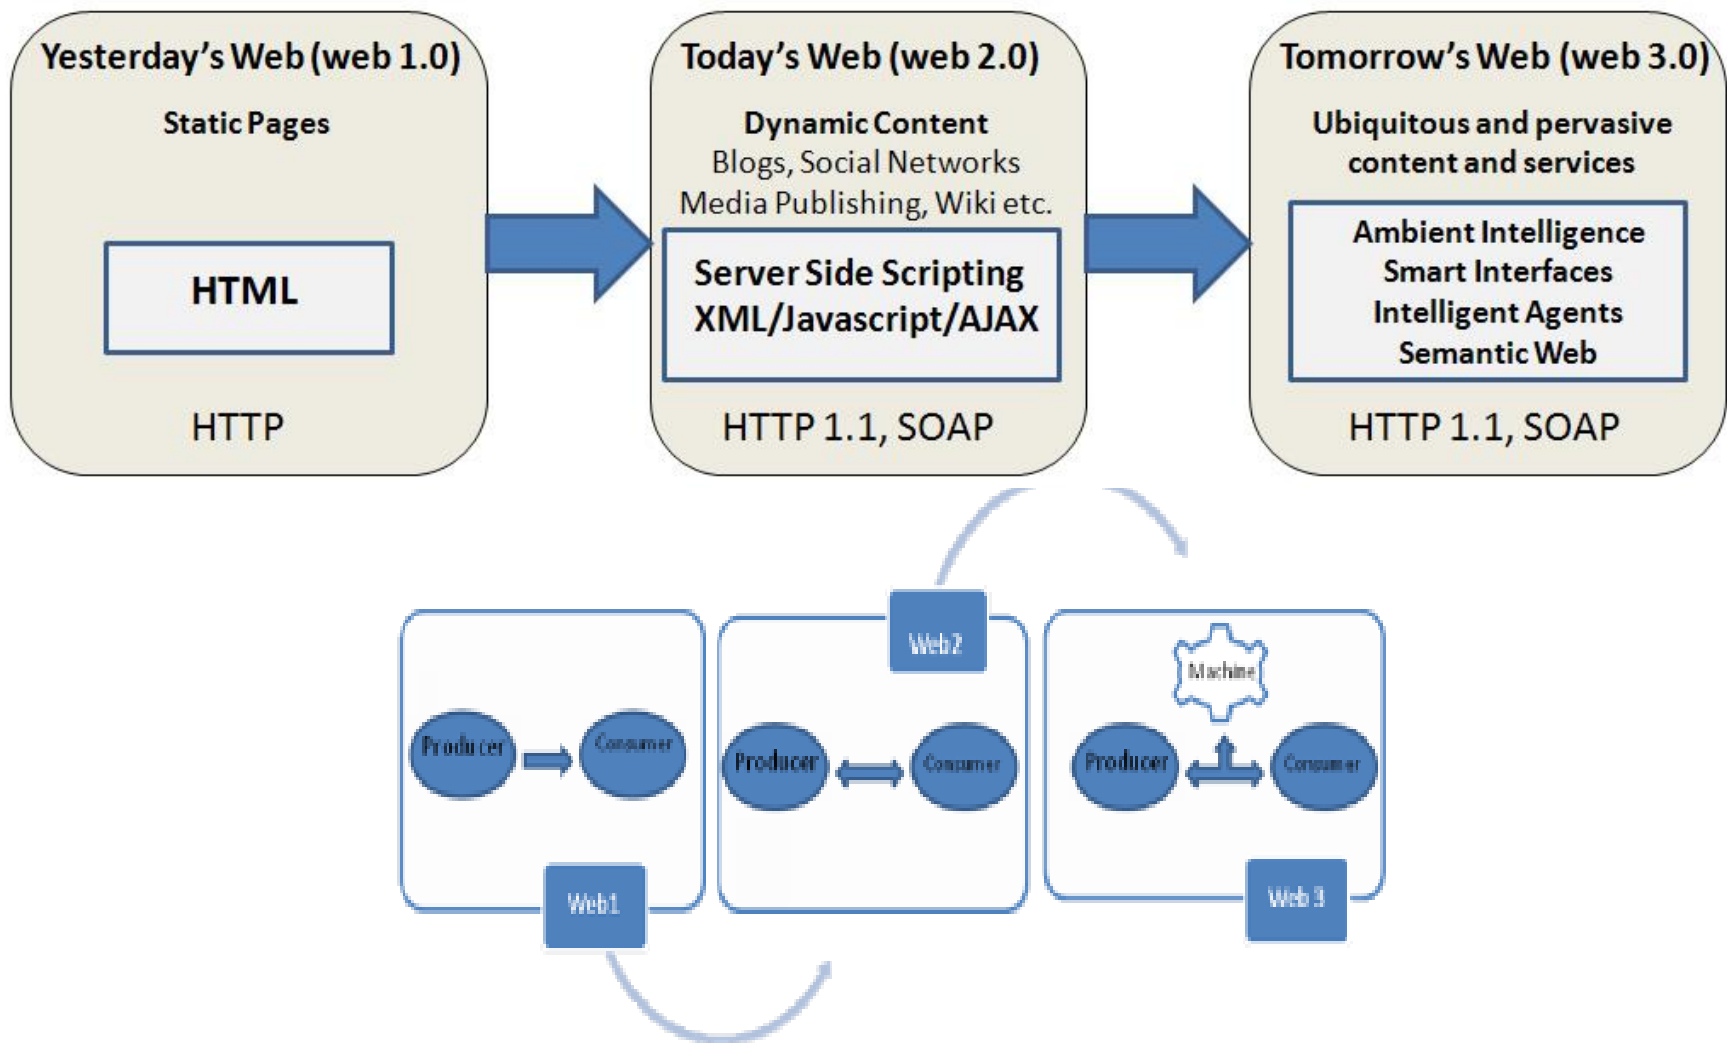 Yesterday's Web (web 1.0)
Static Pages
HTML
HTTP
Today's Web (web 2.0)
Dynamic Content
Blogs, Social Networks
Media Publishing, Wiki etc.
Server Side Scripting
XML/Javascript/AJAX
HTTP 1.1, SOAP
Tomorrow's Web (web 3.0)
Ubiquitous and pervasive
content and services
Ambient Intelligence
Smart Interfaces
Intelligent Agents
Semantic Web
HTTP 1.1, SOAP
Producer
Consumer
Web1
Web2
Producer
Consumer
Machine
Producer
Consumer
Web 3